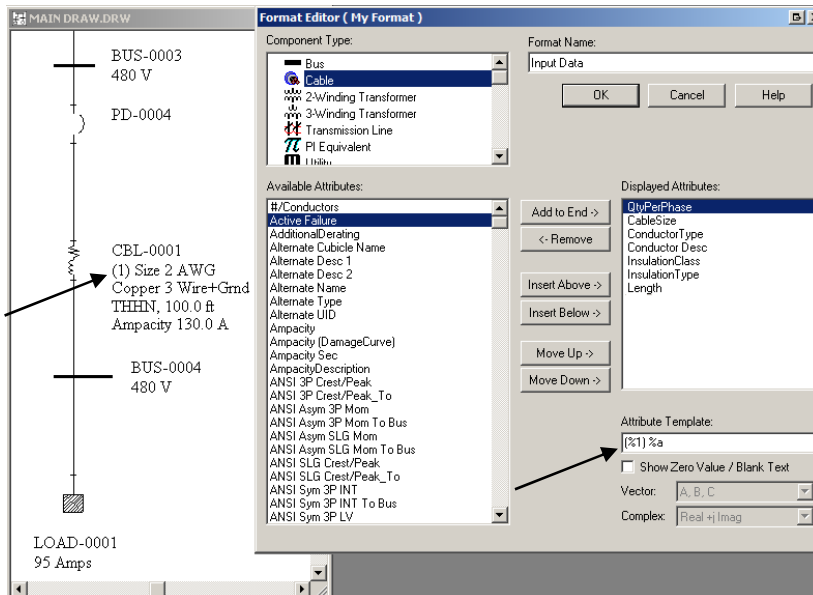 MAIN DRAW.DRW
BUS-0003
480 V
PD-0004
CBL-0001
(1) Size 2 AWG
Copper 3 Wire+Grnd
THHN, 100.0 ft
Ampacity 130.0 A
BUS-0004
480 V
LOAD-0001
95 Amps
Format Editor ( My Format )
Component Type:
Bus
Cable
2-Winding Transformer
3-Winding Transformer
Transmission Line
PI Equivalent
Utility
Format Name:
Input Data
OK
Cancel
Help
Available Attributes:
#/Conductors
Active Failure
AdditionalDerating
Alternate Cubicle Name
Alternate Desc 1
Alternate Desc 2
Alternate Name
Alternate Type
Alternate UID
Ampacity
Ampacity (DamageCurve)
Ampacity Sec
AmpacityDescription
ANSI 3P Crest/Peak
ANSI 3P Crest/Peak_To
ANSI Asym 3P Mom
ANSI Asym 3P Mom To Bus
ANSI Asym SLG Mom
ANSI Asym SLG Mom To Bus
ANSI SLG Crest/Peak
ANSI SLG Crest/Peak_To
ANSI Sym 3P INT
ANSI Sym 3P INT To Bus
ANSI Sym 3P LV
Add to End ->
<- Remove
Insert Above ->
Insert Below ->
Move Up ->
Move Down ->
Displayed Attributes:
QtyPerPhase
CableSize
ConductorType
Conductor Desc
InsulationClass
InsulationType
Length
Attribute Template:
(%1) %a
Show Zero Value / Blank Text
Vector:
A, B, C
Complex:
Real +j Imag